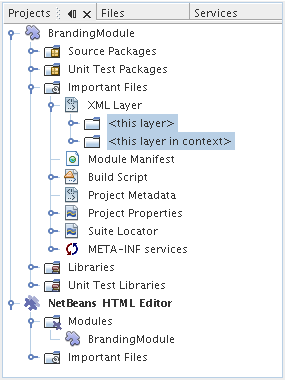 Projects Files Services
BrandingModule
Source Packages
Unit Test Packages
Important Files
XML Layer
<this layer>
<this layer in context>
Module Manifest
Build Script
Project Metadata
Project Properties
Suite Locator
META-INF services
Libraries
Unit Test Libraries
NetBeans HTML Editor
Modules
BrandingModule
Important Files